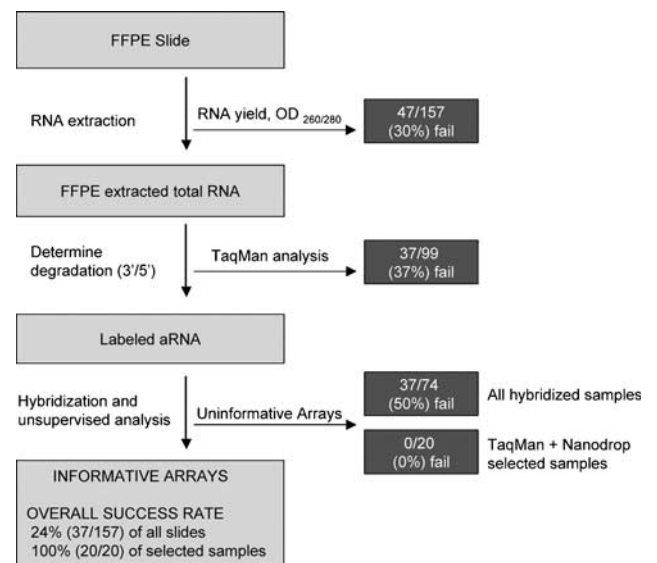 FFPE Slide
RNA extraction
RNA yield, OD 260/280
47/157
(30%) fail
FFPE extracted total RNA
Determine
degradation (3'/5')
TaqMan analysis
37/99
(37%) fail
Labeled aRNA
Hybridization and
unsupervised analysis
Uninformative Arrays
37/74
(50%) fail
All hybridized samples
0/20
(0%) fail
TaqMan + Nanodrop
selected samples
INFORMATIVE ARRAYS
OVERALL SUCCESS RATE
24% (37/157) of all slides
100% (20/20) of selected samples